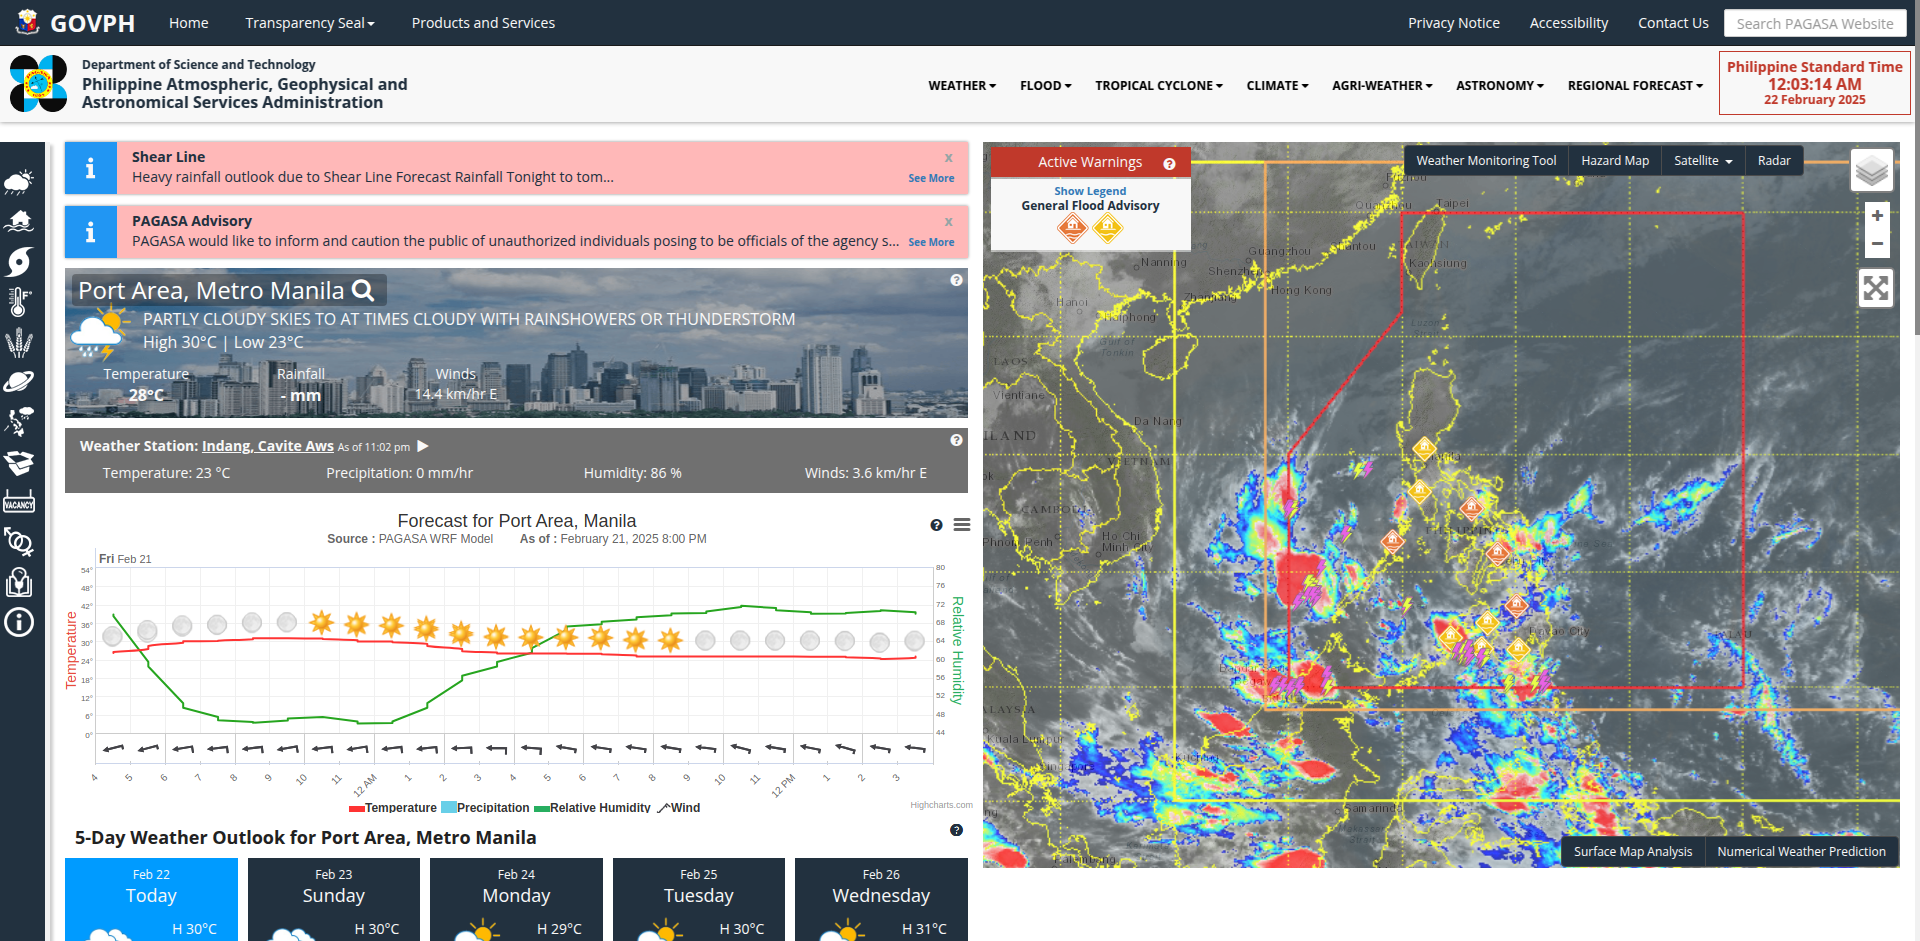 GOVPH
Home
Transparency Seal
Products and Services
Privacy Notice
Accessibility
Contact Us
Search PAGASA Website
Department of Science and Technology
Philippine Atmospheric, Geophysical and
Astronomical Services Administration
WEATHER
FLOOD
TROPICAL CYCLONE
CLIMATE
AGRI-WEATHER
ASTRONOMY
REGIONAL FORECAST
Philippine Standard Time
12:03:14 AM
22 February 2025
Shear Line
x
Heavy rainfall outlook due to Shear Line Forecast Rainfall Tonight to tom...
See More
PAGASA Advisory
x
PAGASA would like to inform and caution the public of unauthorized individuals posing to be officials of the agency s...
See More
Port Area, Metro Manila
PARTLY CLOUDY SKIES TO AT TIMES CLOUDY WITH RAINSHOWERS OR THUNDERSTORM
High 30°C | Low 23°C
Temperature
28°C
Rainfall
- mm
Winds
14.4 km/hr E
Weather Station: Indang, Cavite Aws As of 11:02 pm
Temperature: 23 °C
Precipitation: 0 mm/hr
Humidity: 86 %
Winds: 3.6 km/hr E
VACANCY
Forecast for Port Area, Manila
Source : PAGASA WRF Model As of : February 21, 2025 8:00 PM
Fri Feb 21
Temperature
54°
48°
42°
36°
30°
24°
18°
12°
6°
0°
80
76
72
68
64
60
56
52
48
44
Relative Humidity
4 5 6 7 8 9 10 11 12 AM 1 2 3 4 5 6 7 8 9 10 11 12 PM 1 2 3
Temperature Precipitation Relative Humidity Wind
Highcharts.com
5-Day Weather Outlook for Port Area, Metro Manila
Feb 22
Today
H 30°C
Feb 23
Sunday
H 30°C
Feb 24
Monday
H 29°C
Feb 25
Tuesday
H 30°C
Feb 26
Wednesday
H 31°C
Active Warnings
Show Legend
General Flood Advisory
Weather Monitoring Tool
Hazard Map
Satellite
Radar
+
−
Taipei
TAIWAN
Kaohsiung
Guangzhou
Shantou
Shenzhen
Hong Kong
Nanning
Zhanjiang
Hanoi
Haiphong
Gulf of
Tonkin
LAOS
Vientiane
Da Nang
VIETNAM
CAMBOD
Phnom Penh
Ho Chi
Minh City
Davao City
PALAU
Kuala Lumpur
Kuching
Samarinda
Surface Map Analysis
Numerical Weather Prediction